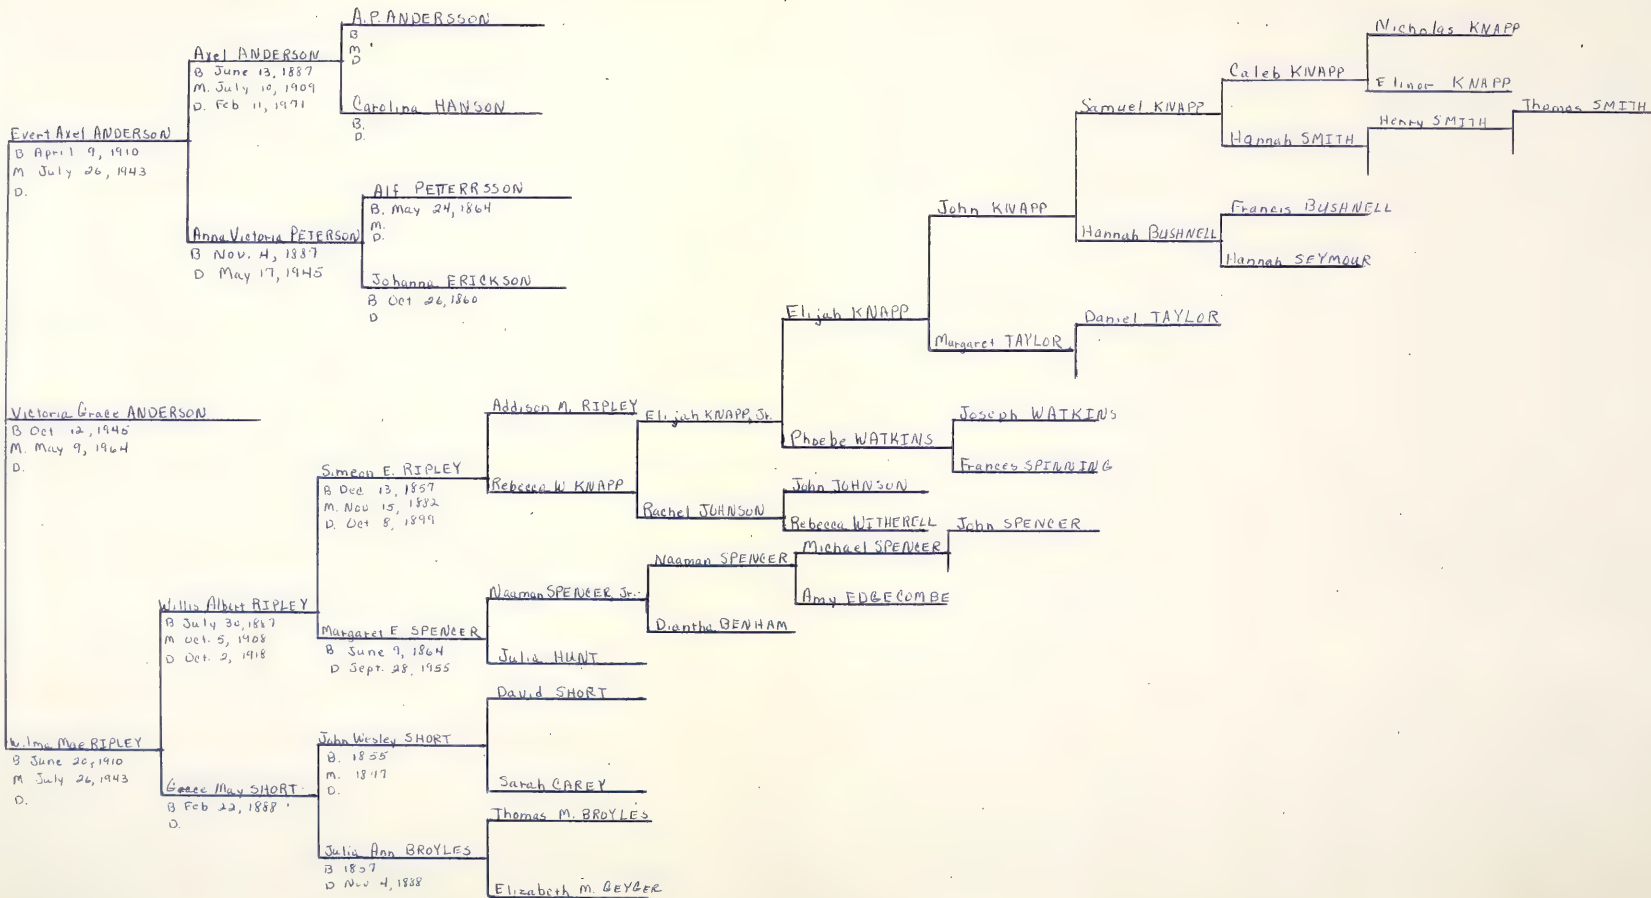 A.P. ANDERSSON
B
M
D
Axel ANDERSON
B June 13, 1887
M. July 10, 1909
D. Feb 11, 1971
Carolina HANSON
B.
D.
Evert Axel ANDERSON
B April 9, 1910
M July 26, 1943
D.
Alf PETTERRSSON
B. May 24, 1864
M.
D.
Anna Victoria PETERSON
B Nov. 4, 1887
D May 17, 1945
Johanna ERICKSON
B Oct 26, 1860
D
Victoria Grace ANDERSON
B Oct 12, 1945
M. May 9, 1964
D.
Wilma Mae RIPLEY
B June 20, 1910
M July 26, 1943
D.
Willis Albert RIPLEY
B July 30, 1887
M Oct. 5, 1908
D Oct. 2, 1918
Grace May SHORT
B Feb 22, 1888
D.
Simeon E. RIPLEY
B Dec 13, 1857
M. Nov 15, 1882
D. Oct 8, 1899
Margaret E SPENCER
B June 9, 1864
D Sept. 28, 1955
John Wesley SHORT
B. 1855
M.
D.
Julia Ann BROYLES
B 1857
D Nov 4, 1888
Addison M. RIPLEY
Rebecca W KNAPP
Naaman SPENCER Jr.
Julia HUNT
David SHORT
Sarah CAREY
Thomas M. BROYLES
Elizabeth M. GEYGER
Elijah KNAPP, Jr.
Rachel JOHNSON
Naaman SPENCER
Diantha BENHAM
Elijah KNAPP
Phoebe WATKINS
John JOHNSON
Rebecca WITHERELL
Michael SPENCER
Amy EDGECOMBE
John KNAPP
Margaret TAYLOR
Joseph WATKINS
Frances SPINNING
John SPENCER
Samuel KNAPP
Hannah BUSHNELL
Daniel TAYLOR
Caleb KNAPP
Hannah SMITH
Francis BUSHNELL
Hannah SEYMOUR
Nicholas KNAPP
Elinor KNAPP
Henry SMITH
Thomas SMITH